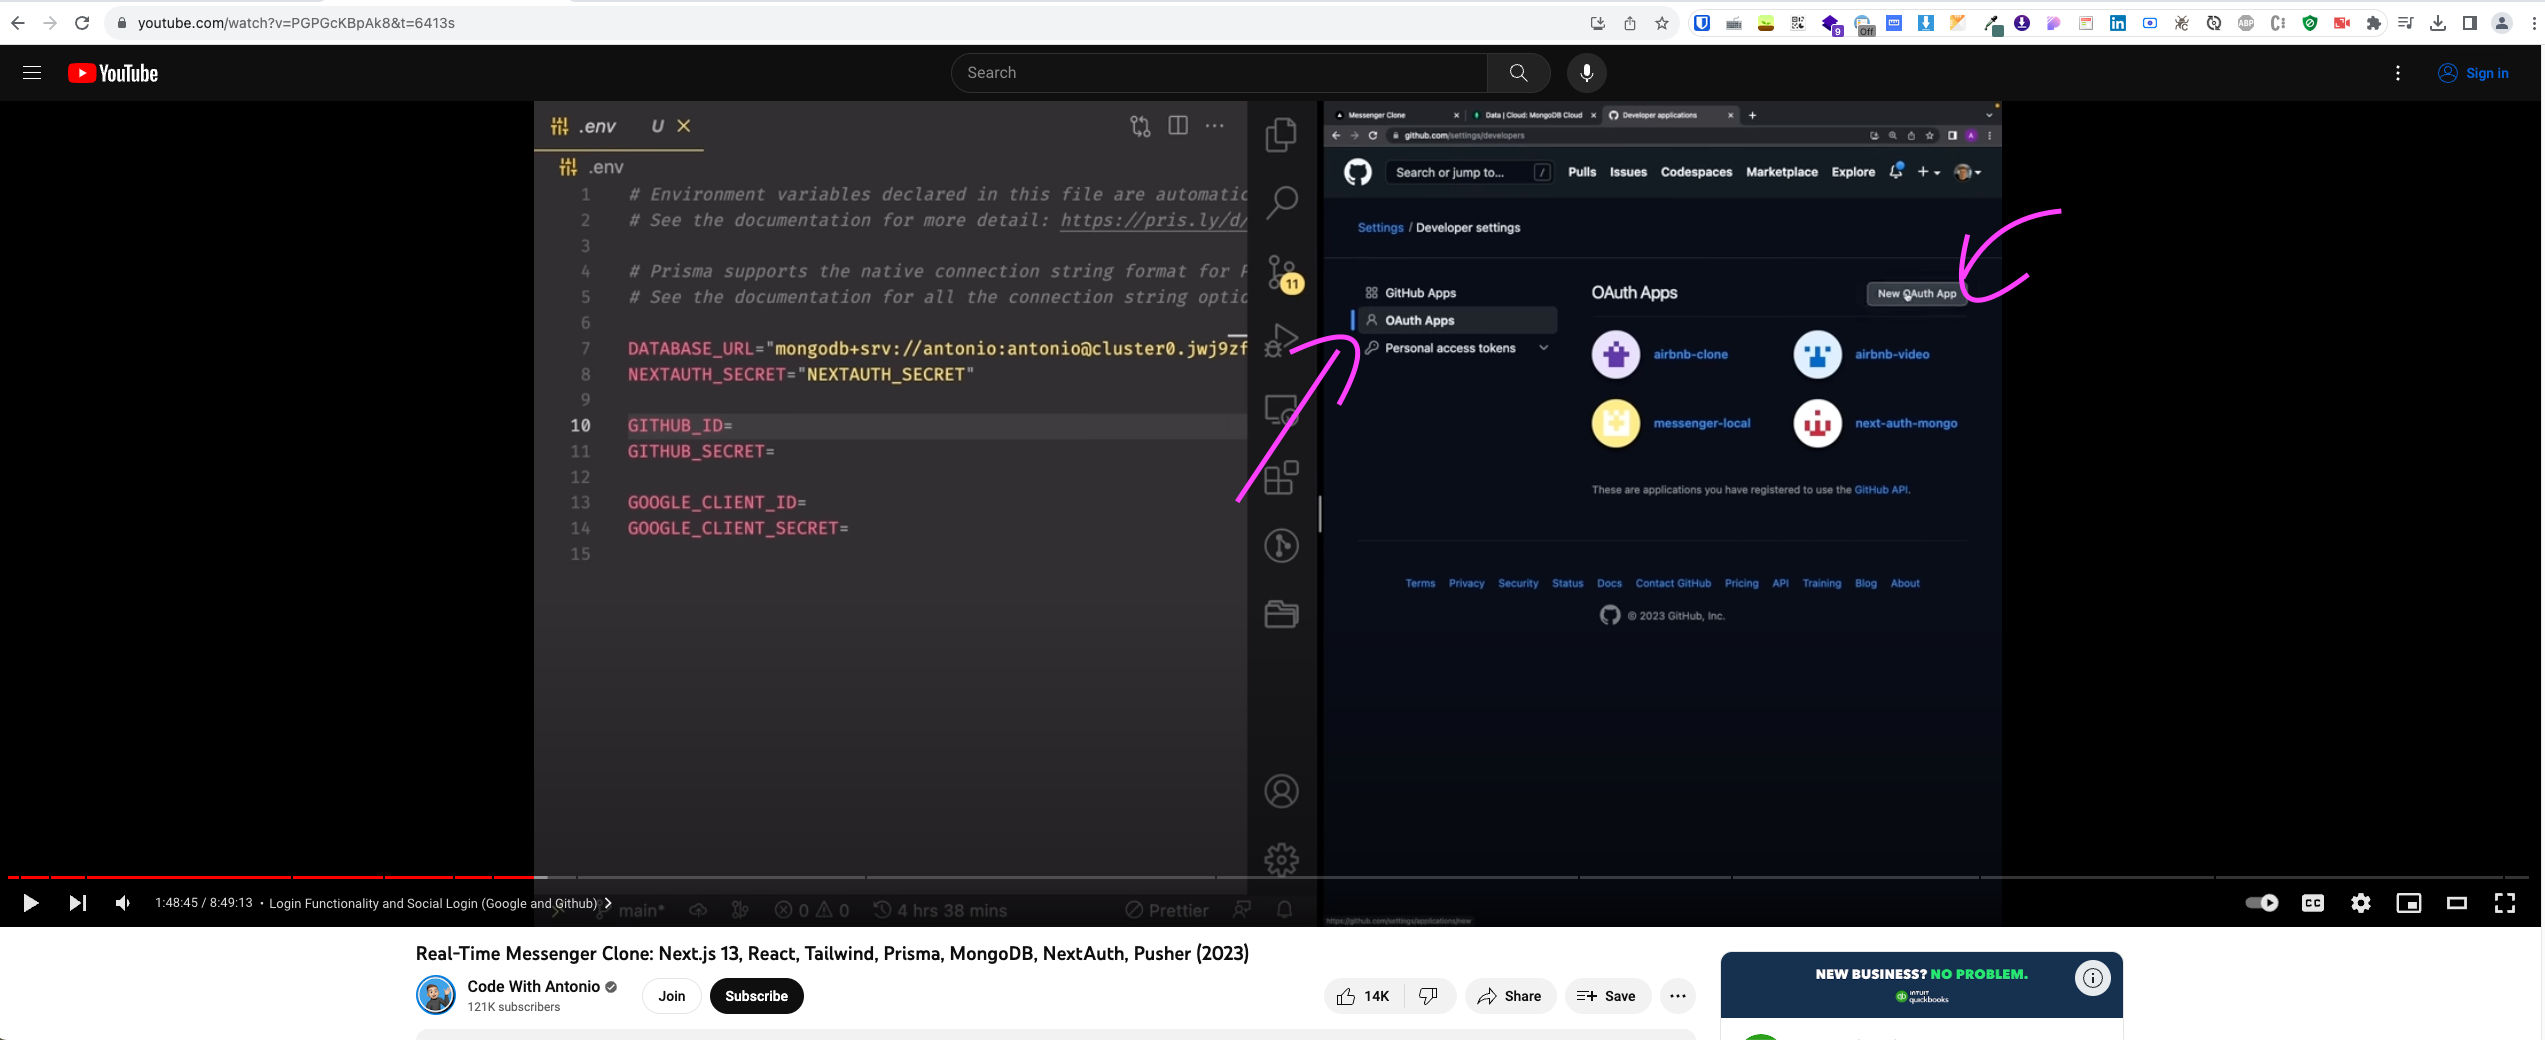 youtube.com/watch?v=PGPGcKBpAk8&t=6413s
9
Off
ABP
YouTube
Search
Sign in
.env U
.env
1 # Environment variables declared in this file are automatic
2 # See the documentation for more detail: https://pris.ly/d/
3
4 # Prisma supports the native connection string format for P
5 # See the documentation for all the connection string optio
6
7 DATABASE_URL="mongodb+srv://antonio:antonio@cluster0.jwj9zf
8 NEXTAUTH_SECRET="NEXTAUTH_SECRET"
9
10 GITHUB_ID=
11 GITHUB_SECRET=
12
13 GOOGLE_CLIENT_ID=
14 GOOGLE_CLIENT_SECRET=
15
11
main* 0 0 4 hrs 38 mins Prettier
Messenger Clone
Data | Cloud: MongoDB Cloud
Developer applications
github.com/settings/developers
A
Search or jump to... /
Pulls Issues Codespaces Marketplace Explore
Settings / Developer settings
GitHub Apps
OAuth Apps
Personal access tokens
OAuth Apps
New OAuth App
airbnb-clone
airbnb-video
messenger-local
next-auth-mongo
These are applications you have registered to use the GitHub API.
Terms Privacy Security Status Docs Contact GitHub Pricing API Training Blog About
© 2023 GitHub, Inc.
https://github.com/settings/applications/new
1:48:45 / 8:49:13 • Login Functionality and Social Login (Google and Github)
CC
Real-Time Messenger Clone: Next.js 13, React, Tailwind, Prisma, MongoDB, NextAuth, Pusher (2023)
Code With Antonio
121K subscribers
Join
Subscribe
14K
Share
Save
NEW BUSINESS? NO PROBLEM.
INTUIT
quickbooks